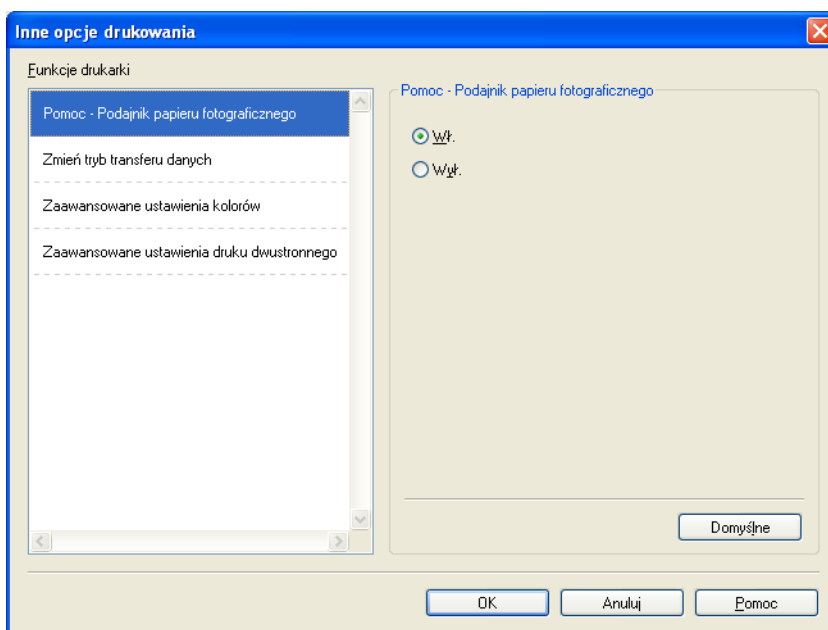 Inne opcje drukowania
Funkcje drukarki
Pomoc - Podajnik papieru fotograficznego
Zmień tryb transferu danych
Zaawansowane ustawienia kolorów
Zaawansowane ustawienia druku dwustronnego
Pomoc - Podajnik papieru fotograficznego
Wł.
Wył.
Domyślne
OK
Anuluj
Pomoc